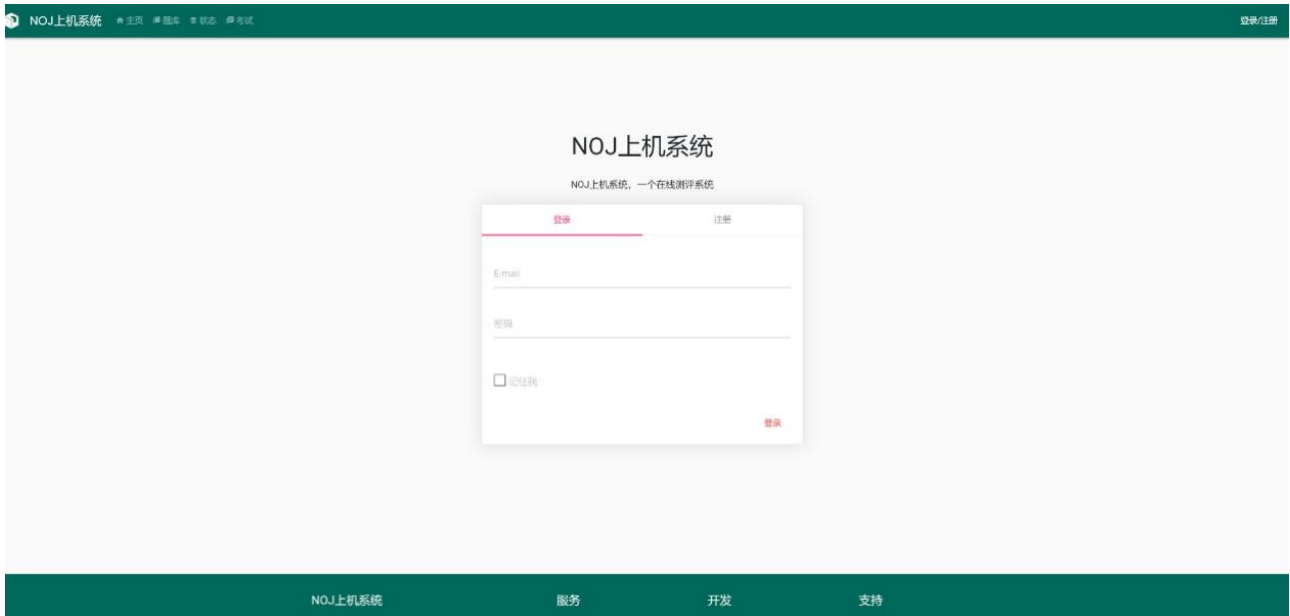 NOJ上机系统 主页 题库 状态 考试 登录/注册
NOJ上机系统
NOJ上机系统，一个在线测评系统
登录 注册
E-mail
密码
记住我
登录
NOJ上机系统 服务 开发 支持